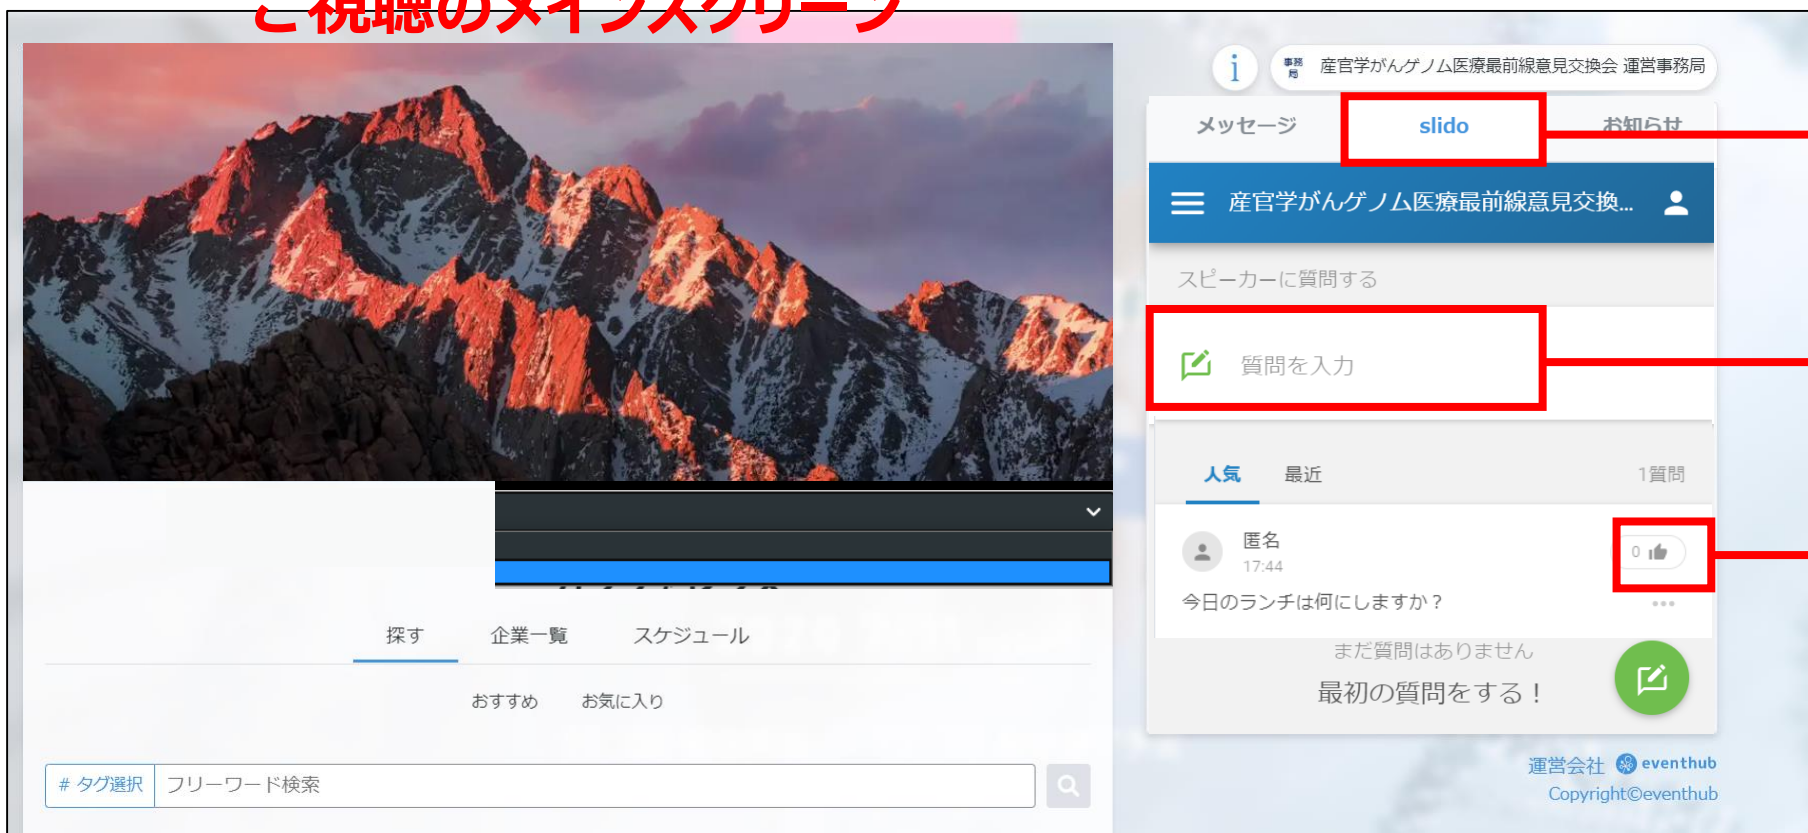 ご視聴のメインスクリーン
i
事務局
産官学がんゲノム医療最前線意見交換会 運営事務局
メッセージ
slido
お知らせ
産官学がんゲノム医療最前線意見交換...
スピーカーに質問する
質問を入力
人気
最近
1質問
匿名
0
17:44
今日のランチは何にしますか？
まだ質問はありません
最初の質問をする！
探す
企業一覧
スケジュール
おすすめ
お気に入り
# タグ選択
フリーワード検索
運営会社 eventhub
Copyright©eventhub